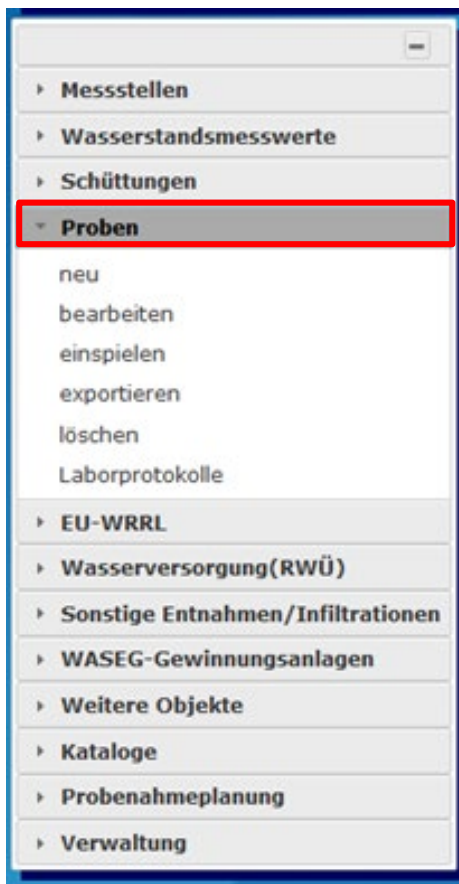 Messstellen
Wasserstandsmesswerte
Schüttungen
Proben
neu
bearbeiten
einspielen
exportieren
löschen
Laborprotokolle
EU-WRRL
Wasserversorgung(RWÜ)
Sonstige Entnahmen/Infiltrationen
WASEG-Gewinnungsanlagen
Weitere Objekte
Kataloge
Probenahmeplanung
Verwaltung